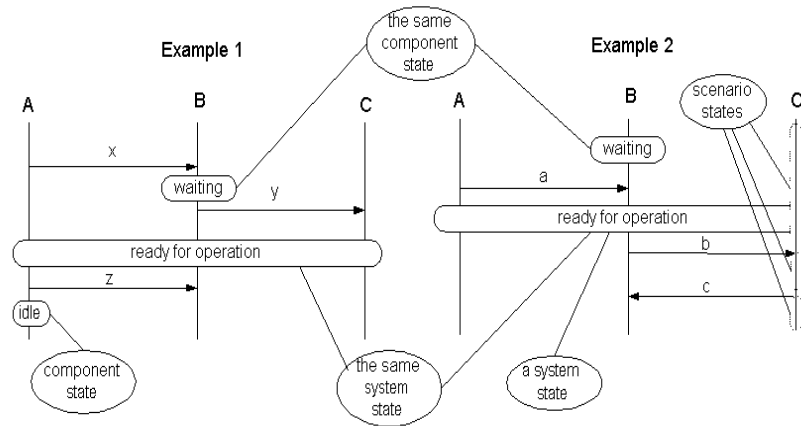 the same
component
state
Example 1
Example 2
A
B
C
A
B
scenario
states
x
waiting
y
waiting
a
ready for operation
ready for operation
b
z
c
idle
component
state
the same
system
state
a system
state